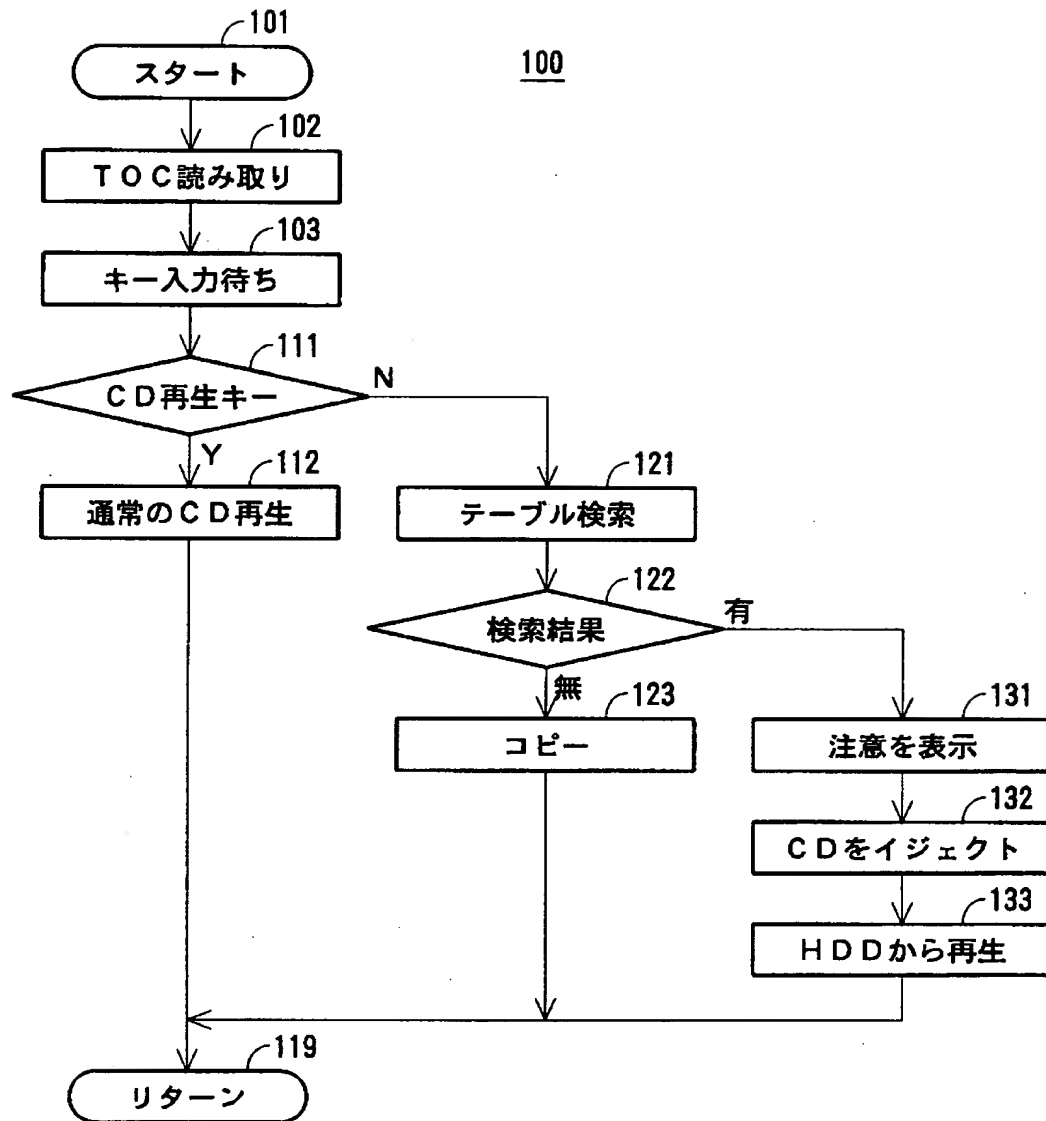 101
スタート
100
102
TOC読み取り
103
キー入力待ち
111
CD再生キー
N
Y
112
通常のCD再生
121
テーブル検索
122
検索結果
有
無
123
コピー
131
注意を表示
132
CDをイジェクト
133
HDDから再生
119
リターン